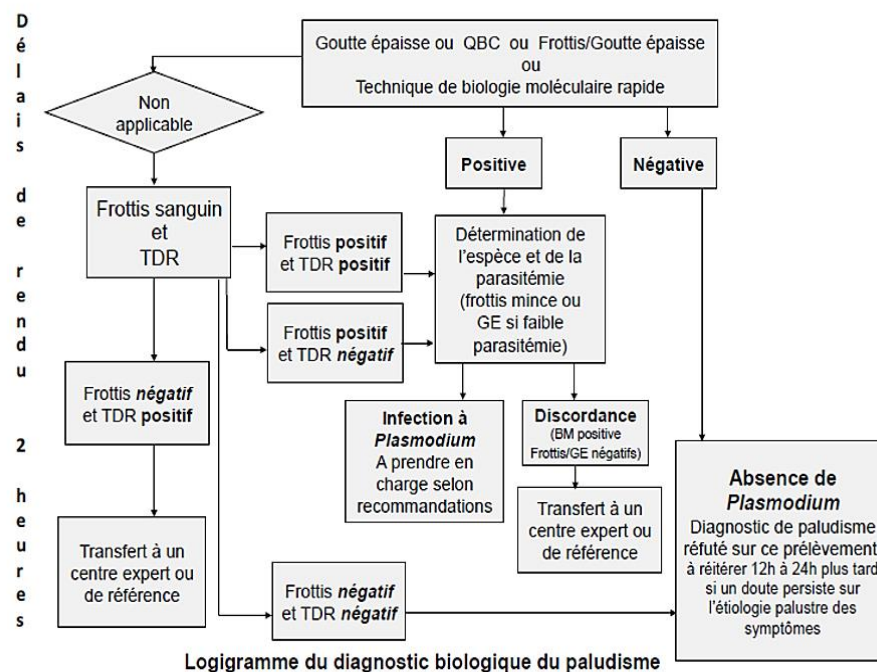 Délais de rendu 2 heures
Goutte épaisse ou QBC ou Frottis/Goutte épaisse
ou
Technique de biologie moléculaire rapide
Non
applicable
Positive
Négative
Frottis sanguin
et
TDR
Frottis positif
et TDR positif
Détermination de
l'espèce et de la
parasitémie
(frottis mince ou
GE si faible
parasitémie)
Frottis positif
et TDR négatif
Frottis négatif
et TDR positif
Infection à
Plasmodium
A prendre en
charge selon
recommandations
Discordance
(BM positive
Frottis/GE négatifs)
Absence de
Plasmodium
Diagnostic de paludisme
réfuté sur ce prélèvement
à réitérer 12h à 24h plus tard
si un doute persiste sur
l'étiologie palustre des
symptômes
Transfert à un
centre expert ou
de référence
Transfert à un
centre expert ou
de référence
Frottis négatif
et TDR négatif
Logigramme du diagnostic biologique du paludisme